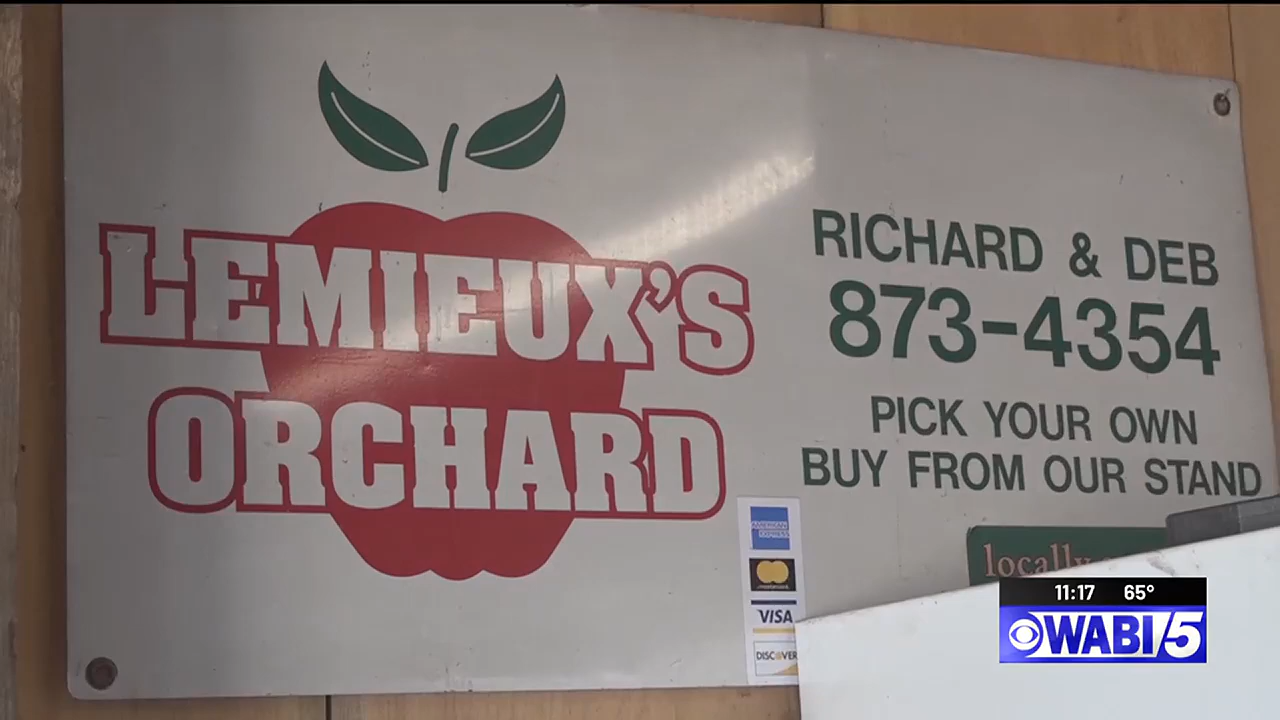 LEMIEUX'S
ORCHARD
RICHARD & DEB
873-4354
PICK YOUR OWN
BUY FROM OUR STAND
AMERICAN
EXPRESS
VISA
DISCOVER
locally
11:17 65°
WABI 5